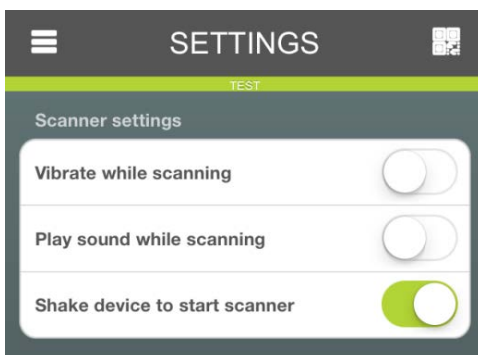 SETTINGS
TEST
Scanner settings
Vibrate while scanning
Play sound while scanning
Shake device to start scanner